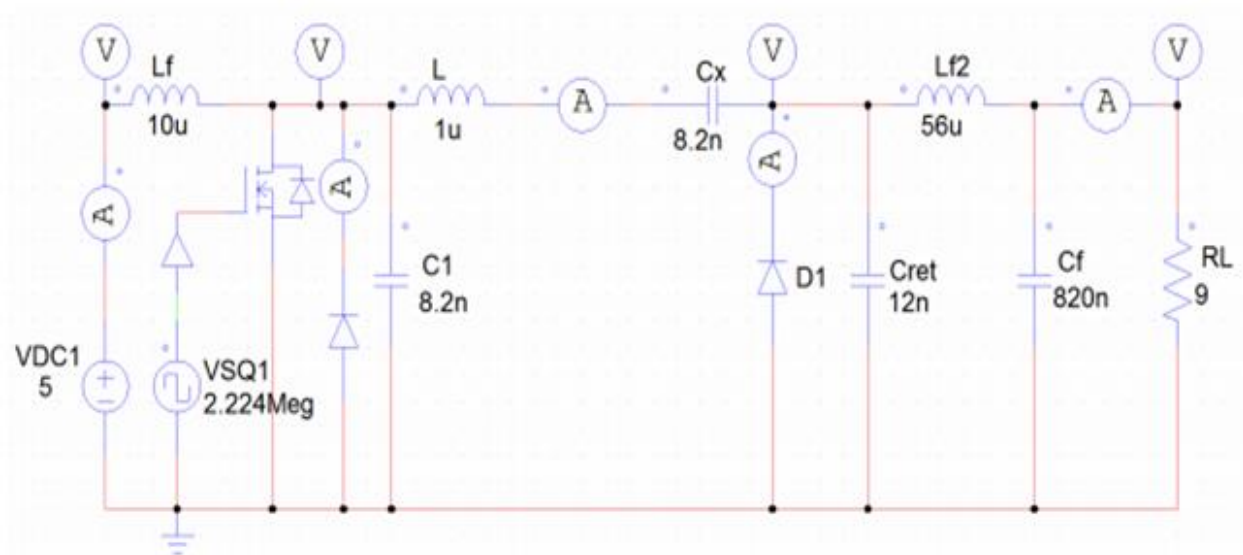 V
V
V
Lf
10u
L
1u
A
Cx
8.2n
Lf2
56u
A
A
A
A
VDC1
5
VSQ1
2.224Meg
C1
8.2n
D1
Cret
12n
Cf
820n
RL
9
V